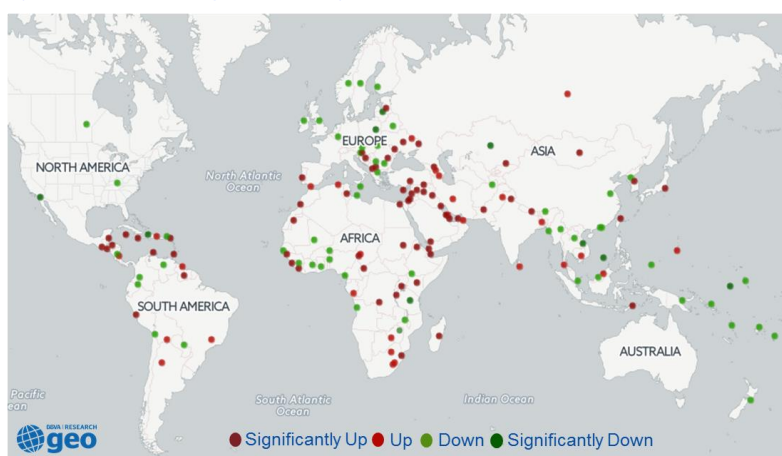 EUROPE
ASIA
NORTH AMERICA
North Atlantic
Ocean
AFRICA
SOUTH AMERICA
AUSTRALIA
Pacific
South Atlantic
Ocean
Indian Ocean
BBVA RESEARCH
geo
Significantly Up Up Down Significantly Down